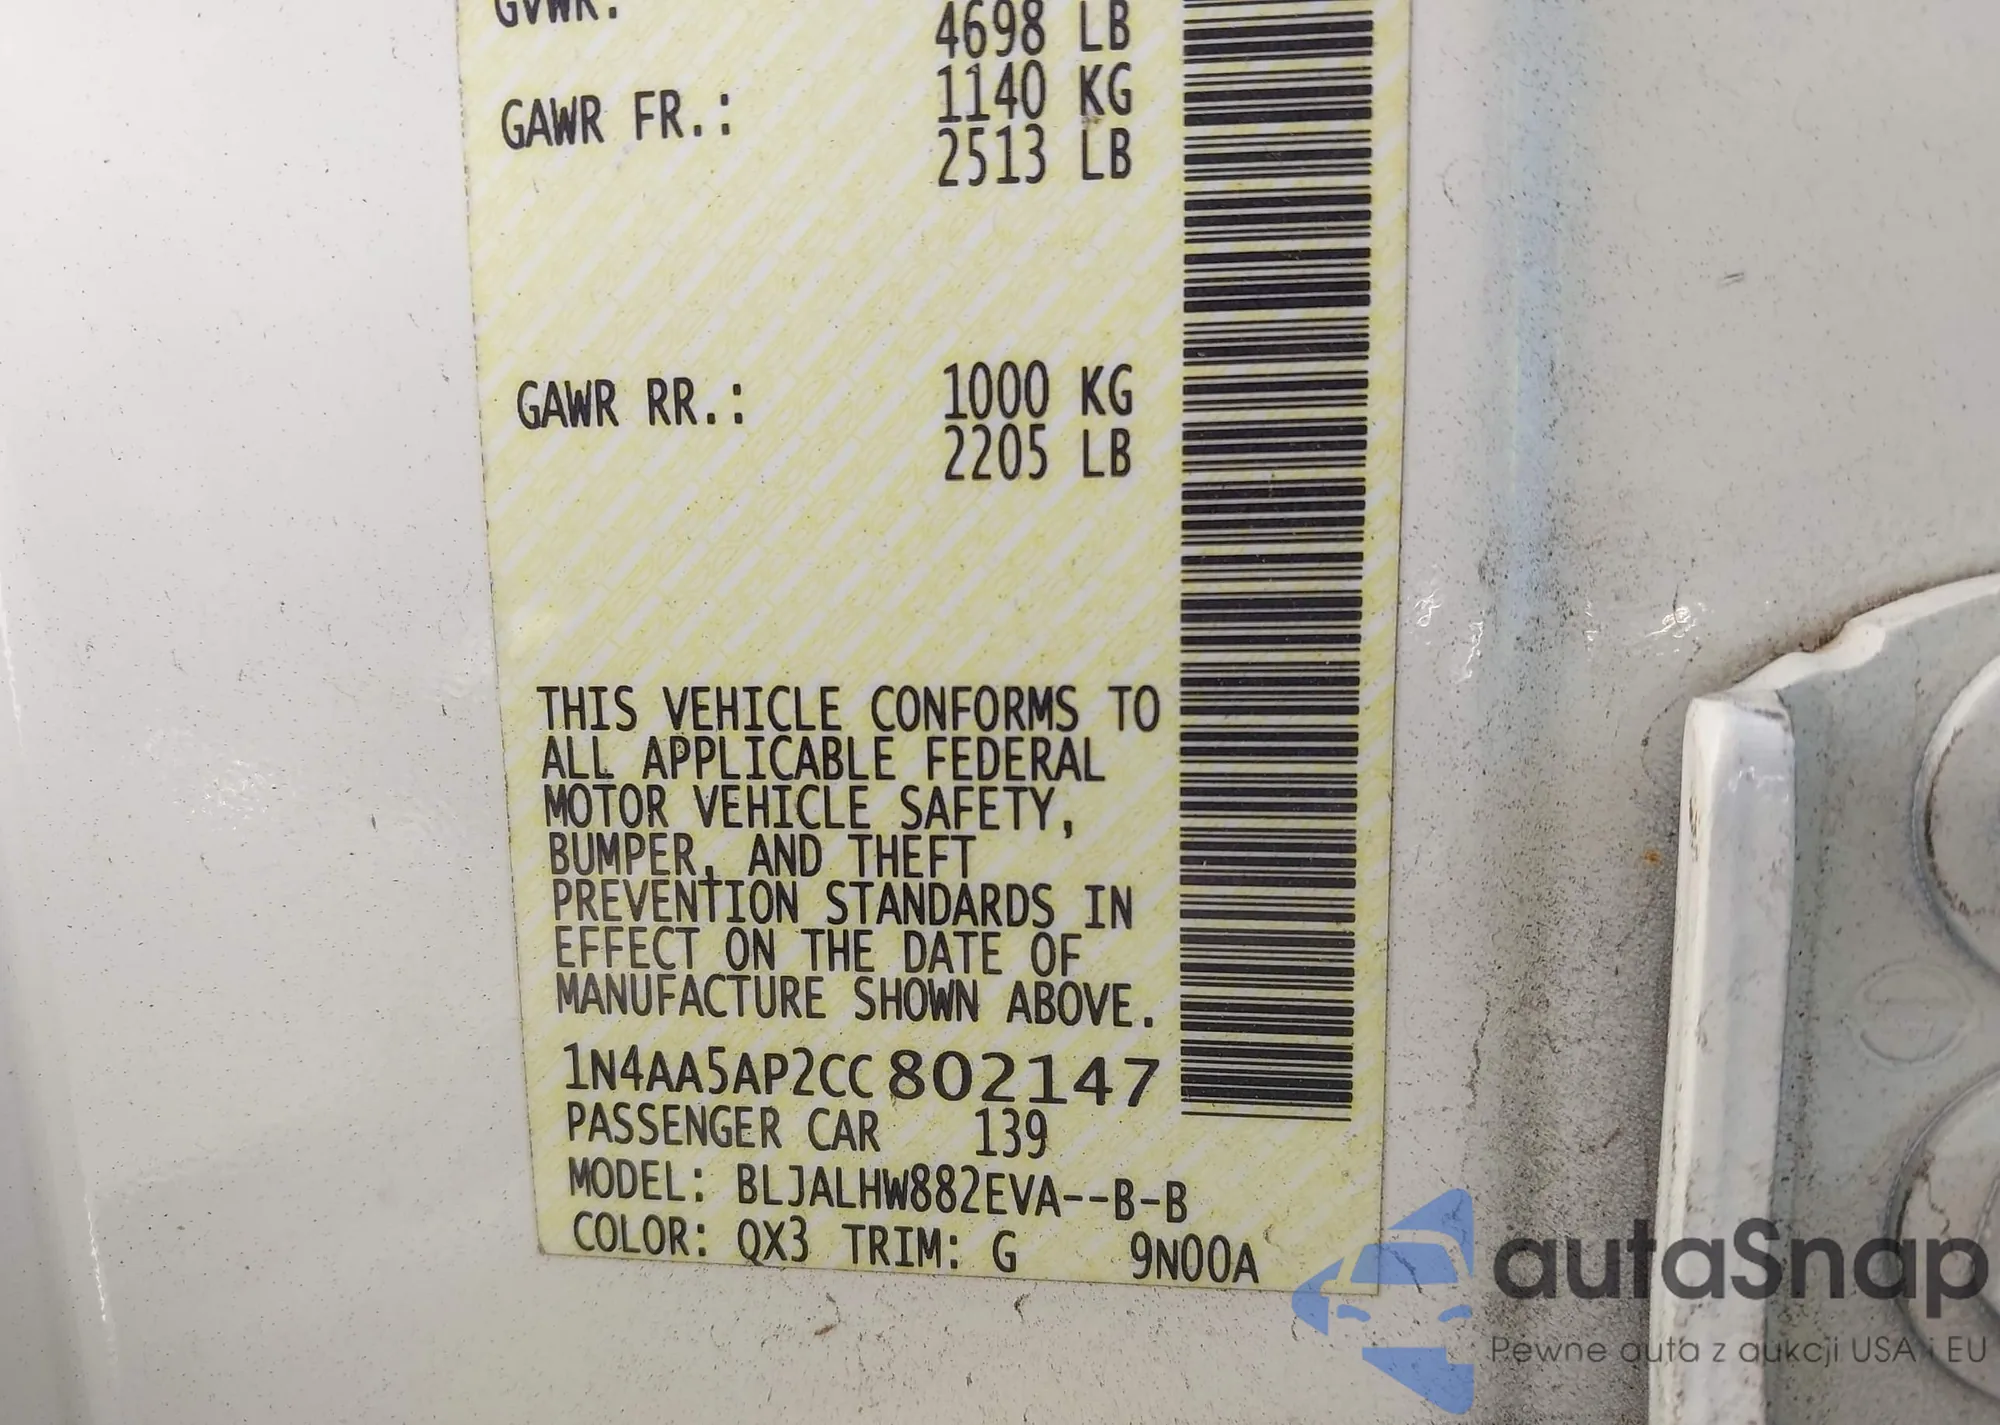 GVWR:
4698 LB
GAWR FR.: 1140 KG
2513 LB
GAWR RR.: 1000 KG
2205 LB
THIS VEHICLE CONFORMS TO
ALL APPLICABLE FEDERAL
MOTOR VEHICLE SAFETY,
BUMPER, AND THEFT
PREVENTION STANDARDS IN
EFFECT ON THE DATE OF
MANUFACTURE SHOWN ABOVE.
1N4AA5AP2CC802147
PASSENGER CAR 139
MODEL: BLJALHW882EVA--B-B
COLOR: QX3 TRIM: G 9N00A
autaSnap
Pewne auta z aukcji USA i EU